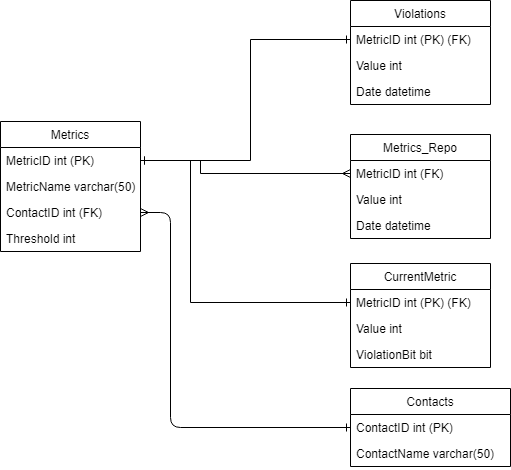 Violations
MetricID int (PK) (FK)
Value int
Date datetime
Metrics
MetricID int (PK)
MetricName varchar(50)
ContactID int (FK)
Threshold int
Metrics_Repo
MetricID int (FK)
Value int
Date datetime
CurrentMetric
MetricID int (PK) (FK)
Value int
ViolationBit bit
Contacts
ContactID int (PK)
ContactName varchar(50)